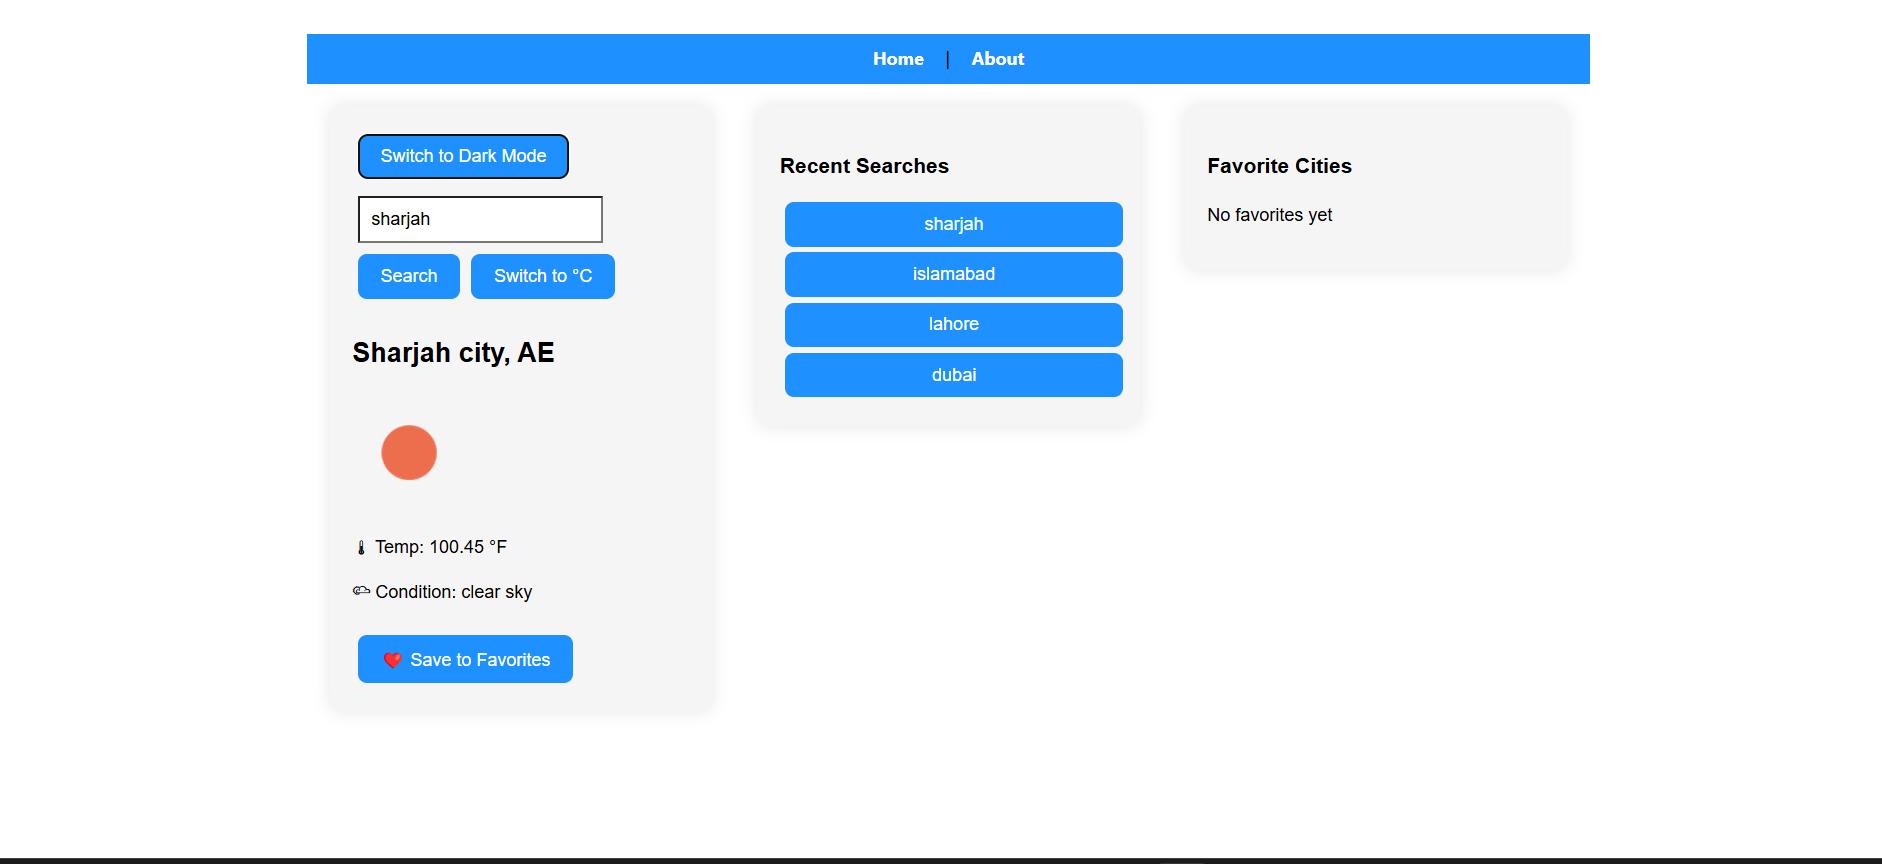 Home | About
Switch to Dark Mode
sharjah
Search Switch to °C
Sharjah city, AE
🌡 Temp: 100.45 °F
🌤 Condition: clear sky
❤️ Save to Favorites
Recent Searches
sharjah
islamabad
lahore
dubai
Favorite Cities
No favorites yet